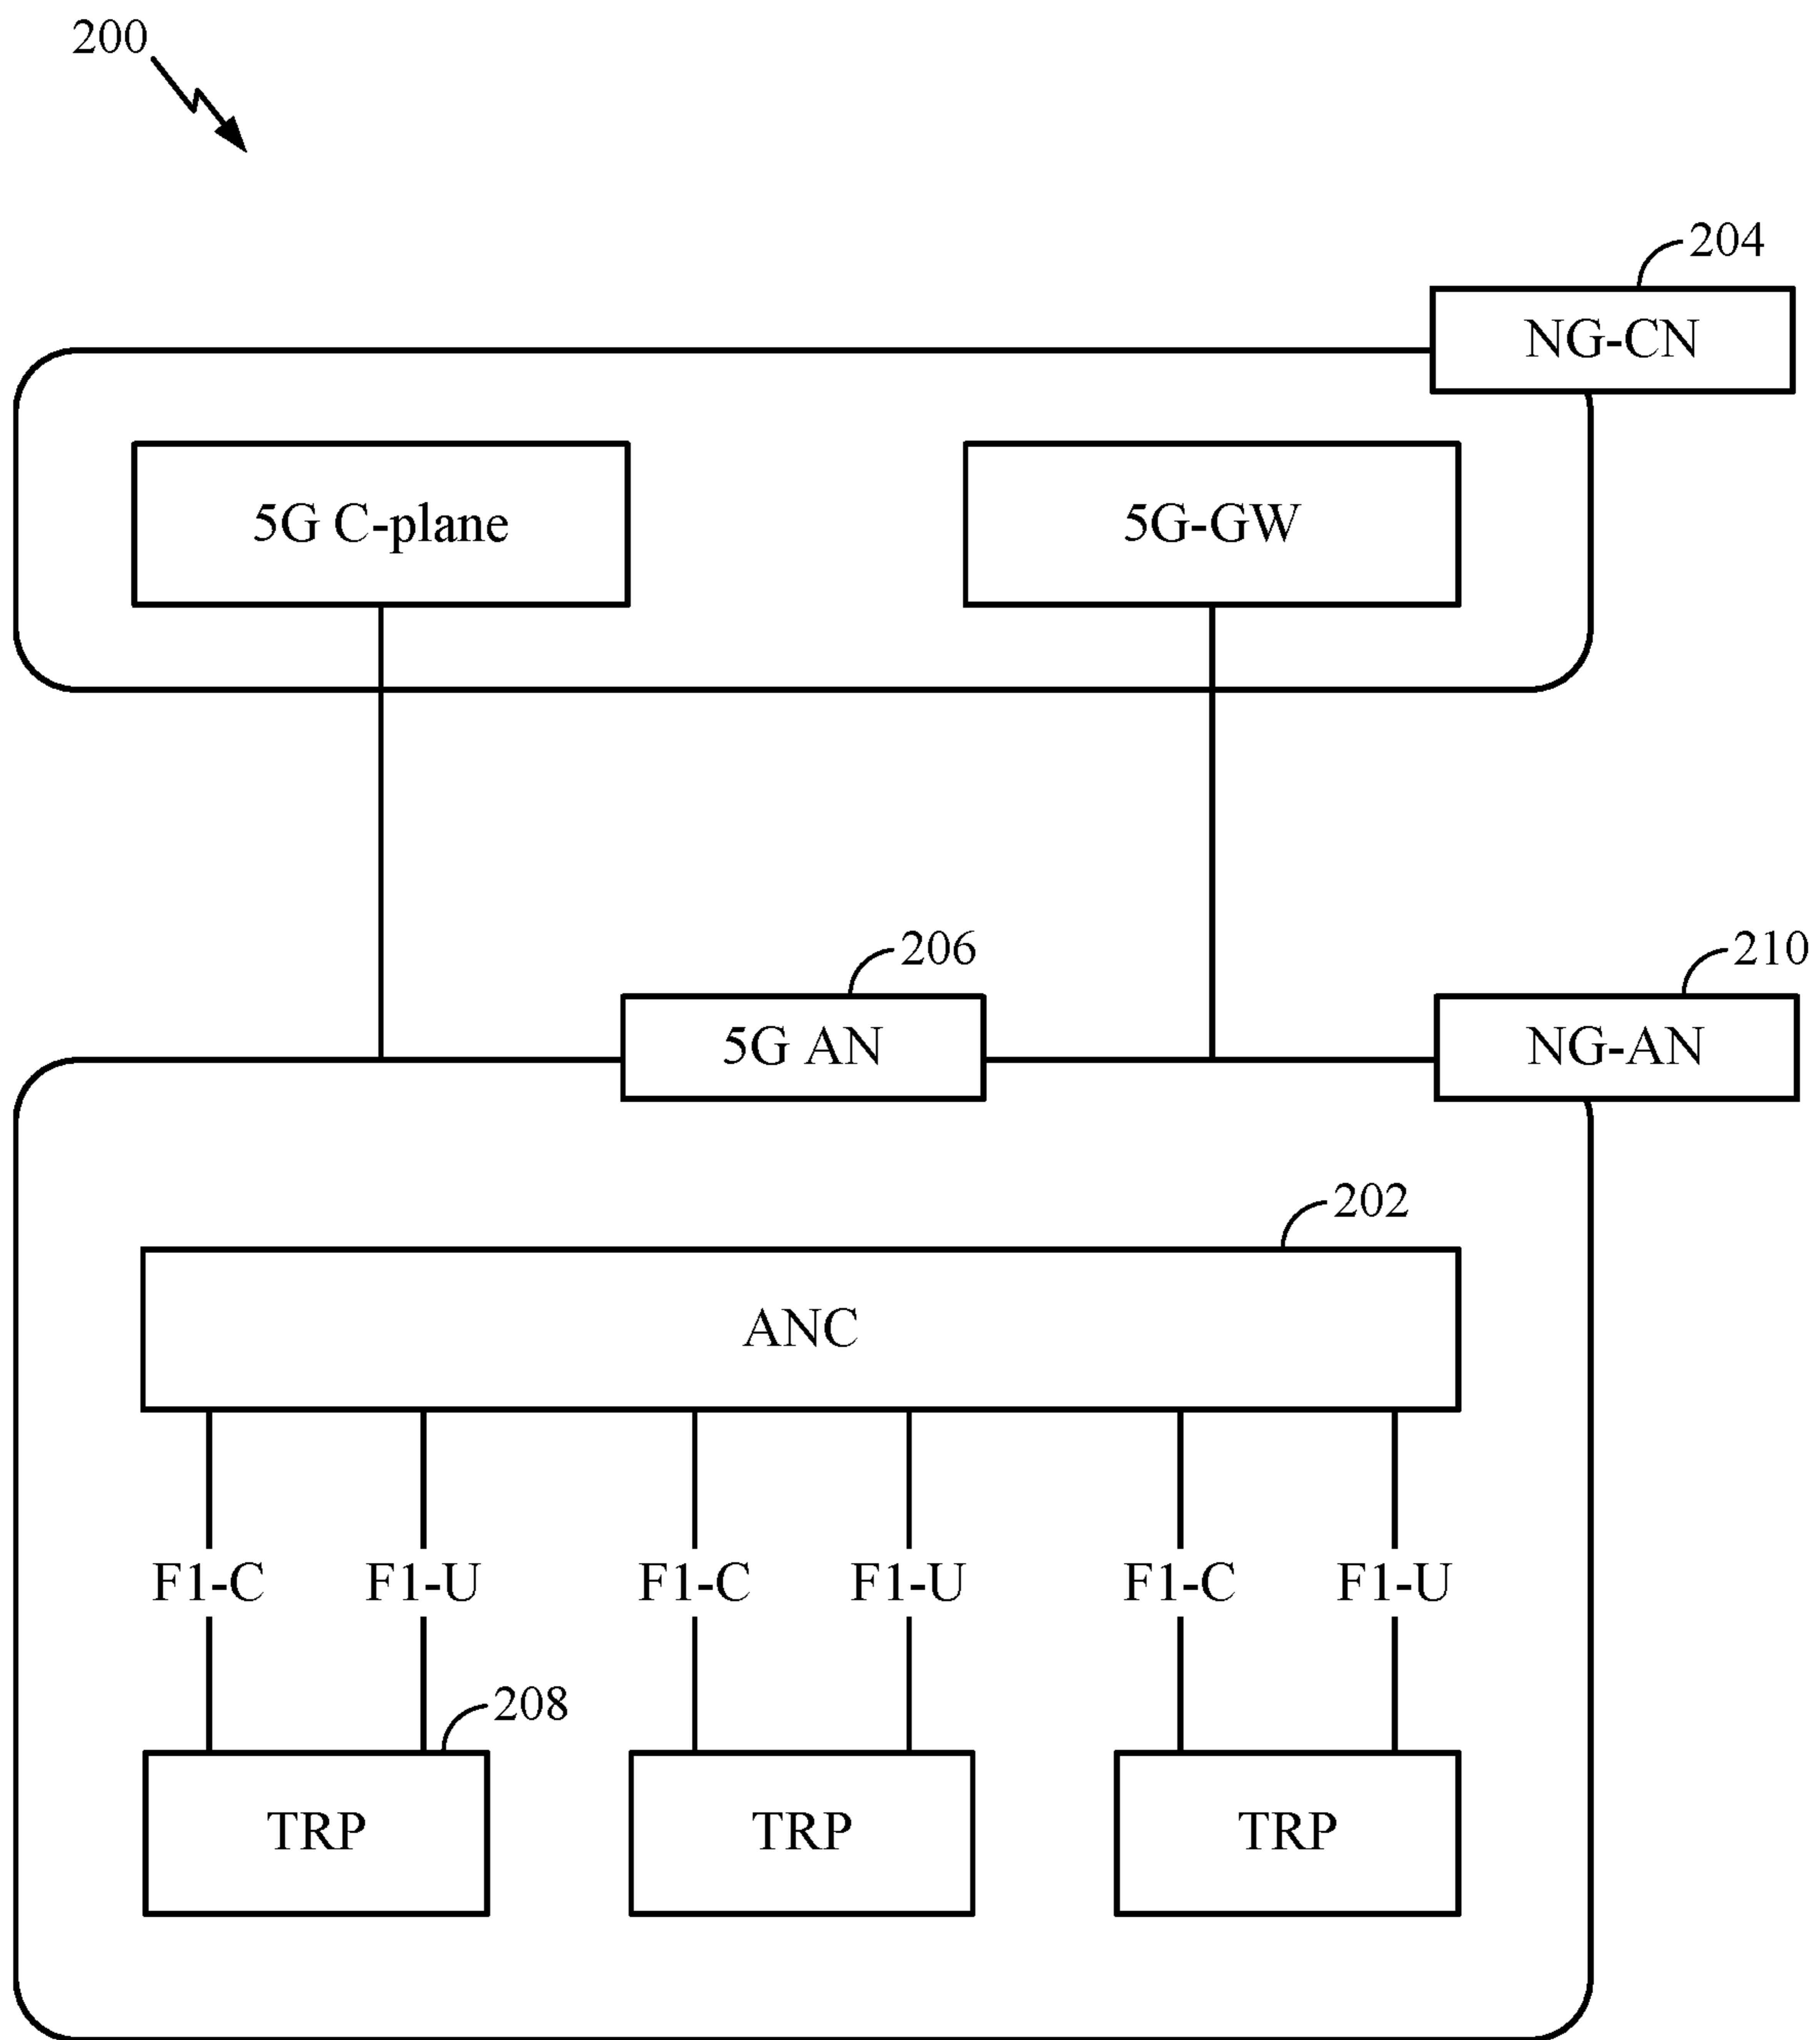 200
204
NG-CN
5G C-plane
5G-GW
206
210
5G AN
NG-AN
202
ANC
F1-C F1-U F1-C F1-U F1-C F1-U
208
TRP TRP TRP